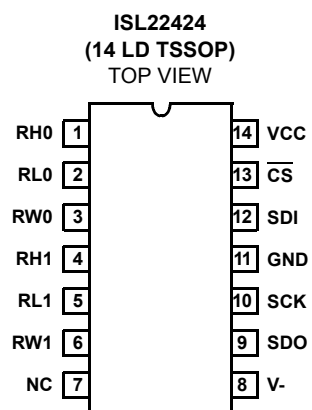 ISL22424
(14 LD TSSOP)
TOP VIEW
RH0 1 14 VCC
RL0 2 13 CS
RW0 3 12 SDI
RH1 4 11 GND
RL1 5 10 SCK
RW1 6 9 SDO
NC 7 8 V-